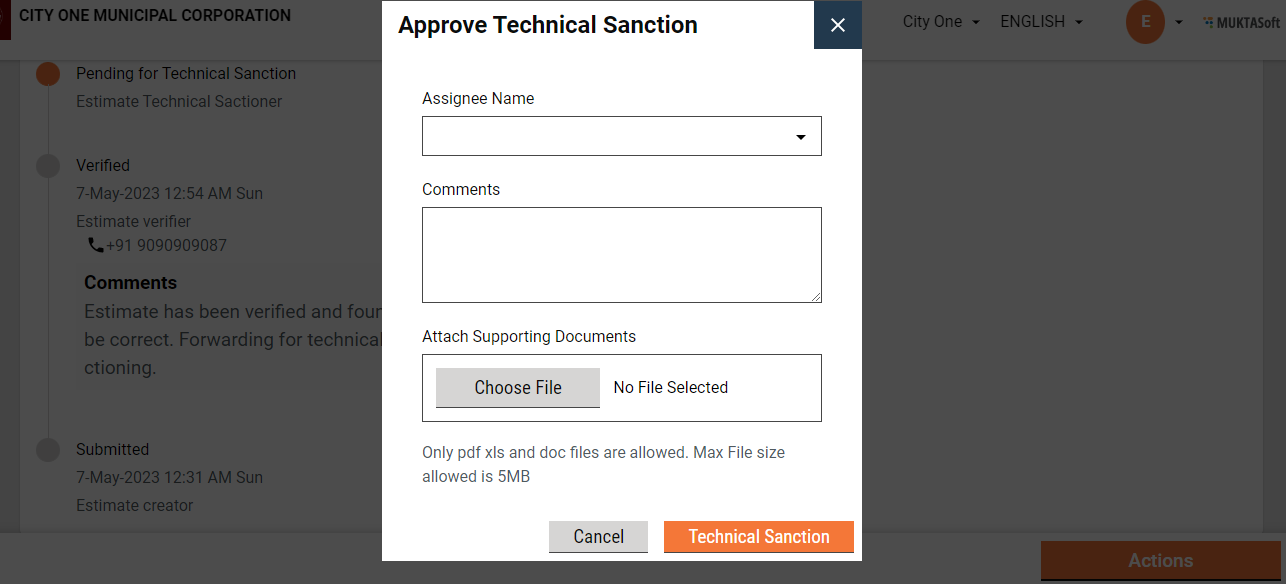 CITY ONE MUNICIPAL CORPORATION
City One
ENGLISH
E
MUKTASoft
Pending for Technical Sanction
Estimate Technical Sactioner
Verified
7-May-2023 12:54 AM Sun
Estimate verifier
+91 9090909087
Comments
Estimate has been verified and four
be correct. Forwarding for technical
ctioning.
Submitted
7-May-2023 12:31 AM Sun
Estimate creator
Approve Technical Sanction
Assignee Name
Comments
Attach Supporting Documents
Choose File
No File Selected
Only pdf xls and doc files are allowed. Max File size
allowed is 5MB
Cancel
Technical Sanction
Actions